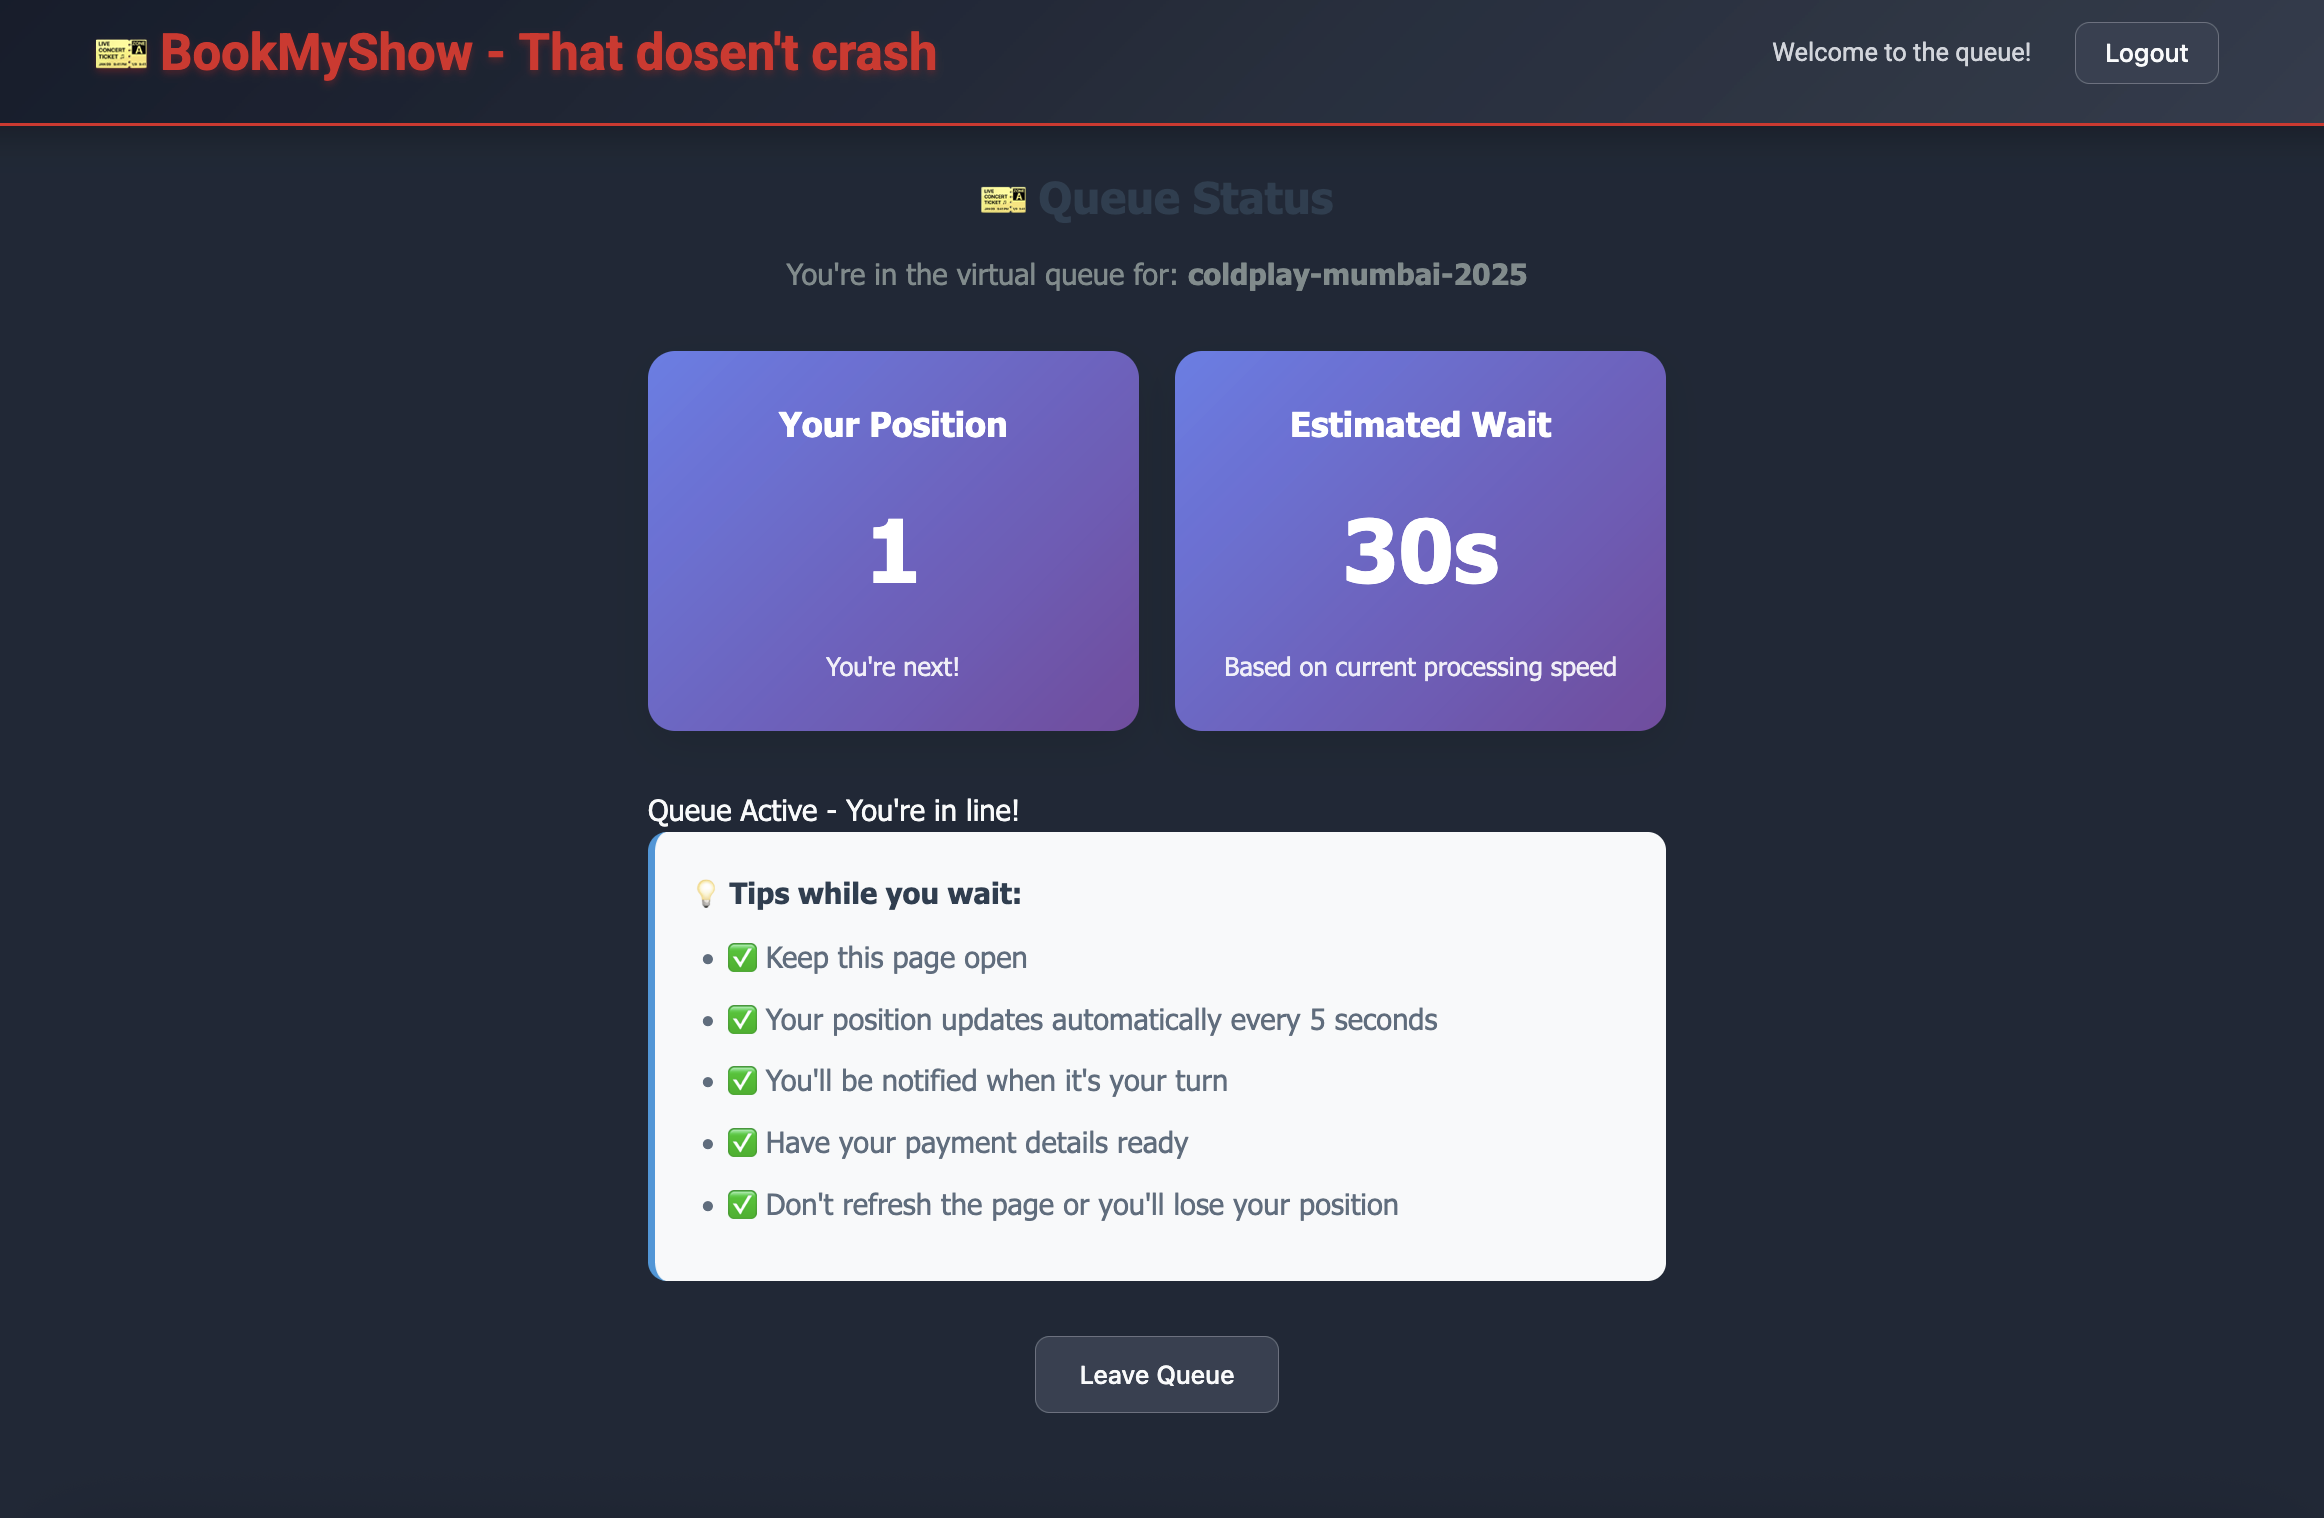 BookMyShow - That dosen't crash
Welcome to the queue!
Logout
Queue Status
You're in the virtual queue for: coldplay-mumbai-2025
Your Position
1
You're next!
Estimated Wait
30s
Based on current processing speed
Queue Active - You're in line!
Tips while you wait:
Keep this page open
Your position updates automatically every 5 seconds
You'll be notified when it's your turn
Have your payment details ready
Don't refresh the page or you'll lose your position
Leave Queue